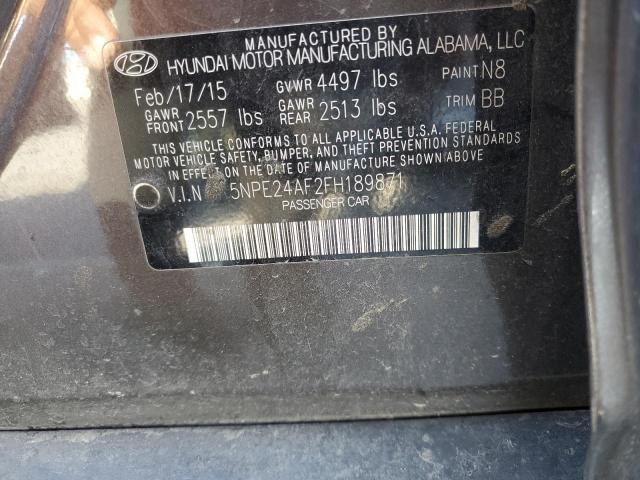 MANUFACTURED BY
HYUNDAI MOTOR MANUFACTURING ALABAMA, LLC
Feb/17/15 GVWR 4497 lbs PAINT N8
GAWR FRONT 2557 lbs GAWR REAR 2513 lbs TRIM BB
THIS VEHICLE CONFORMS TO ALL APPLICABLE U.S.A. FEDERAL
MOTOR VEHICLE SAFETY, BUMPER, AND THEFT PREVENTION STANDARDS
IN EFFECT ON THE DATE OF MANUFACTURE SHOWN ABOVE.
V.I.N 5NPE24AF2FH189871
PASSENGER CAR